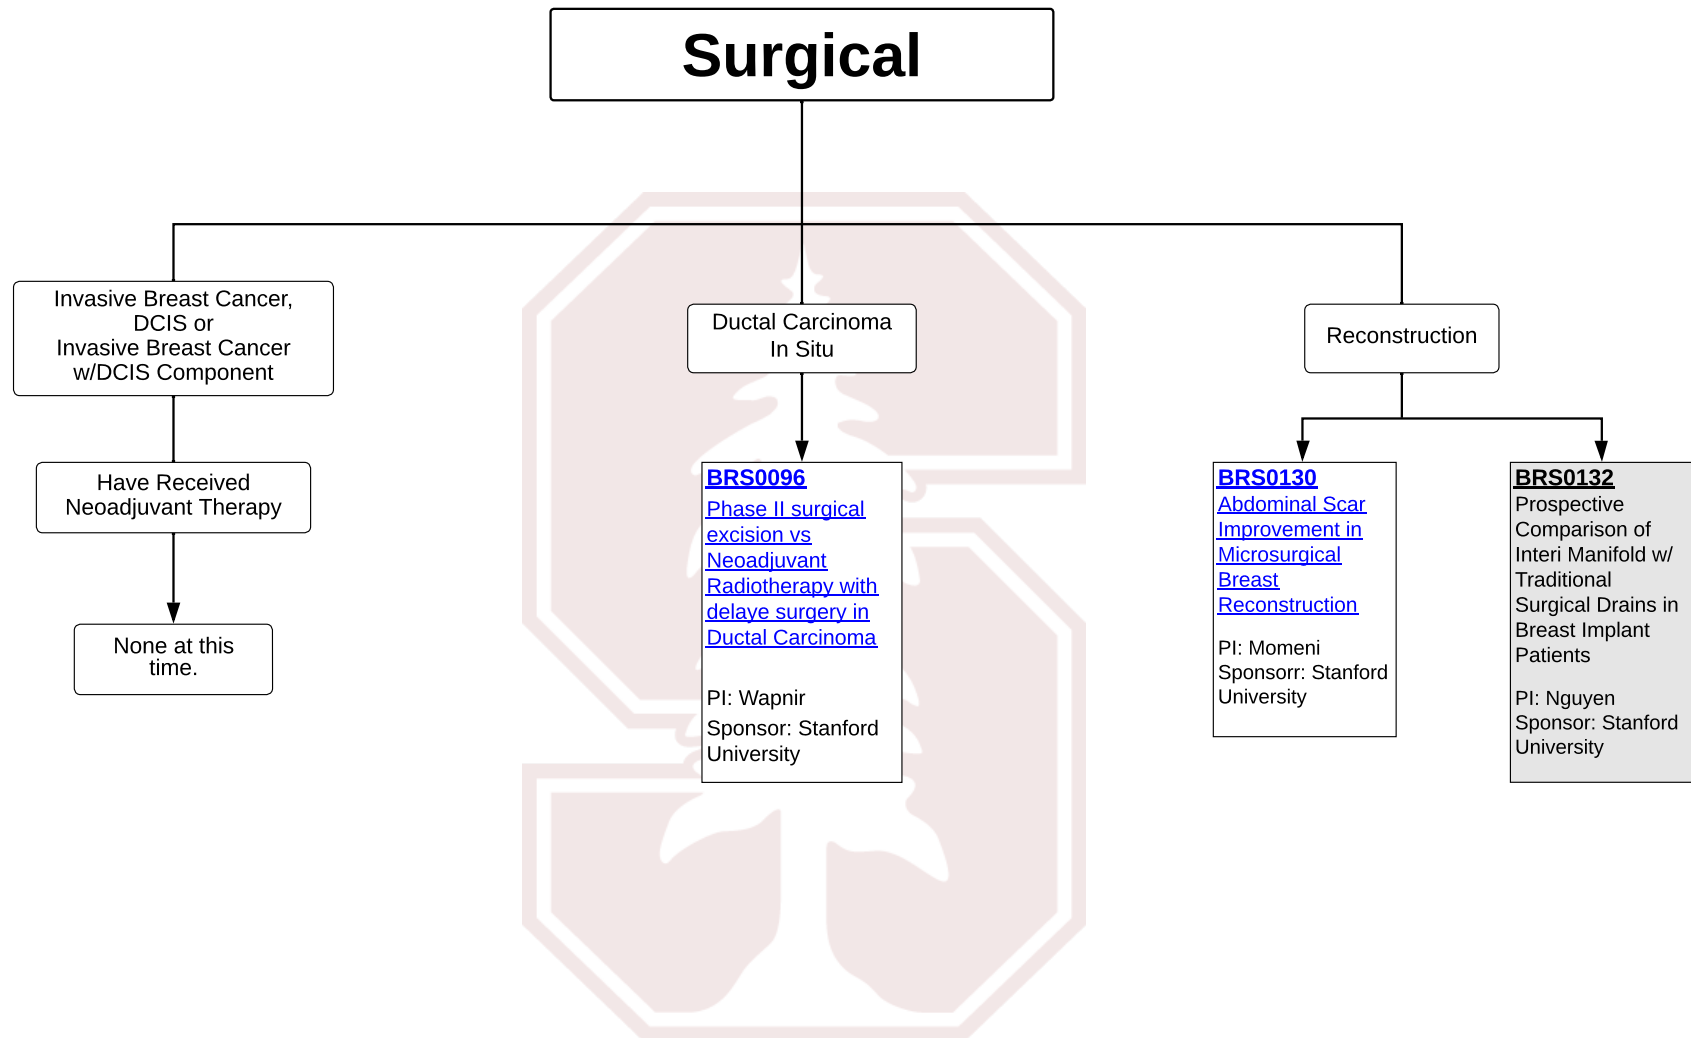 Surgical
Invasive Breast Cancer,
DCIS or
Invasive Breast Cancer
w/DCIS Component
Have Received
Neoadjuvant Therapy
None at this
time.
Ductal Carcinoma
In Situ
BRS0096
Phase II surgical
excision vs
Neoadjuvant
Radiotherapy with
delaye surgery in
Ductal Carcinoma
PI: Wapnir
Sponsor: Stanford
University
Reconstruction
BRS0130
Abdominal Scar
Improvement in
Microsurgical
Breast
Reconstruction
PI: Momeni
Sponsorr: Stanford
University
BRS0132
Prospective
Comparison of
Interi Manifold w/
Traditional
Surgical Drains in
Breast Implant
Patients
PI: Nguyen
Sponsor: Stanford
University